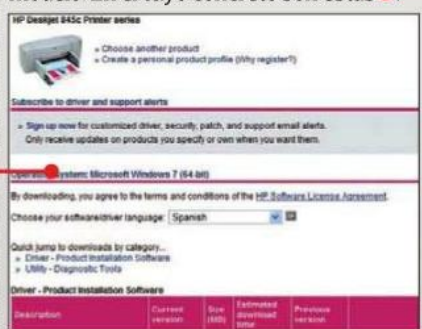 HP Deskjet 845c Printer series
» Choose another product
» Create a personal product profile (Why register?)
Subscribe to driver and support alerts
» Sign up now for customized driver, security, patch, and support email alerts.
Only receive updates on products you specify or own when you want them.
Operating system: Microsoft Windows 7 (64-bit)
By downloading, you agree to the terms and conditions of the HP Software License Agreement.
Choose your software/driver language: Spanish
Quick jump to downloads by category...
» Driver - Product Installation Software
» Utility - Diagnostic Tools
Driver - Product Installation Software
Description Current version Size (MB) Estimated download time Previous version